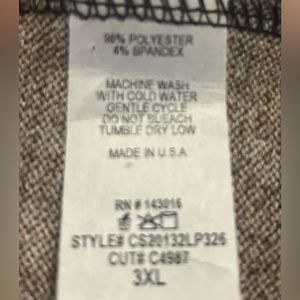 96% POLYESTER
4% SPANDEX
MACHINE WASH
WITH COLD WATER
GENTLE CYCLE
DO NOT BLEACH
TUMBLE DRY LOW
MADE IN U.S.A
RN # 143016
STYLE# CS20132LP326
CUT# C4987
3XL